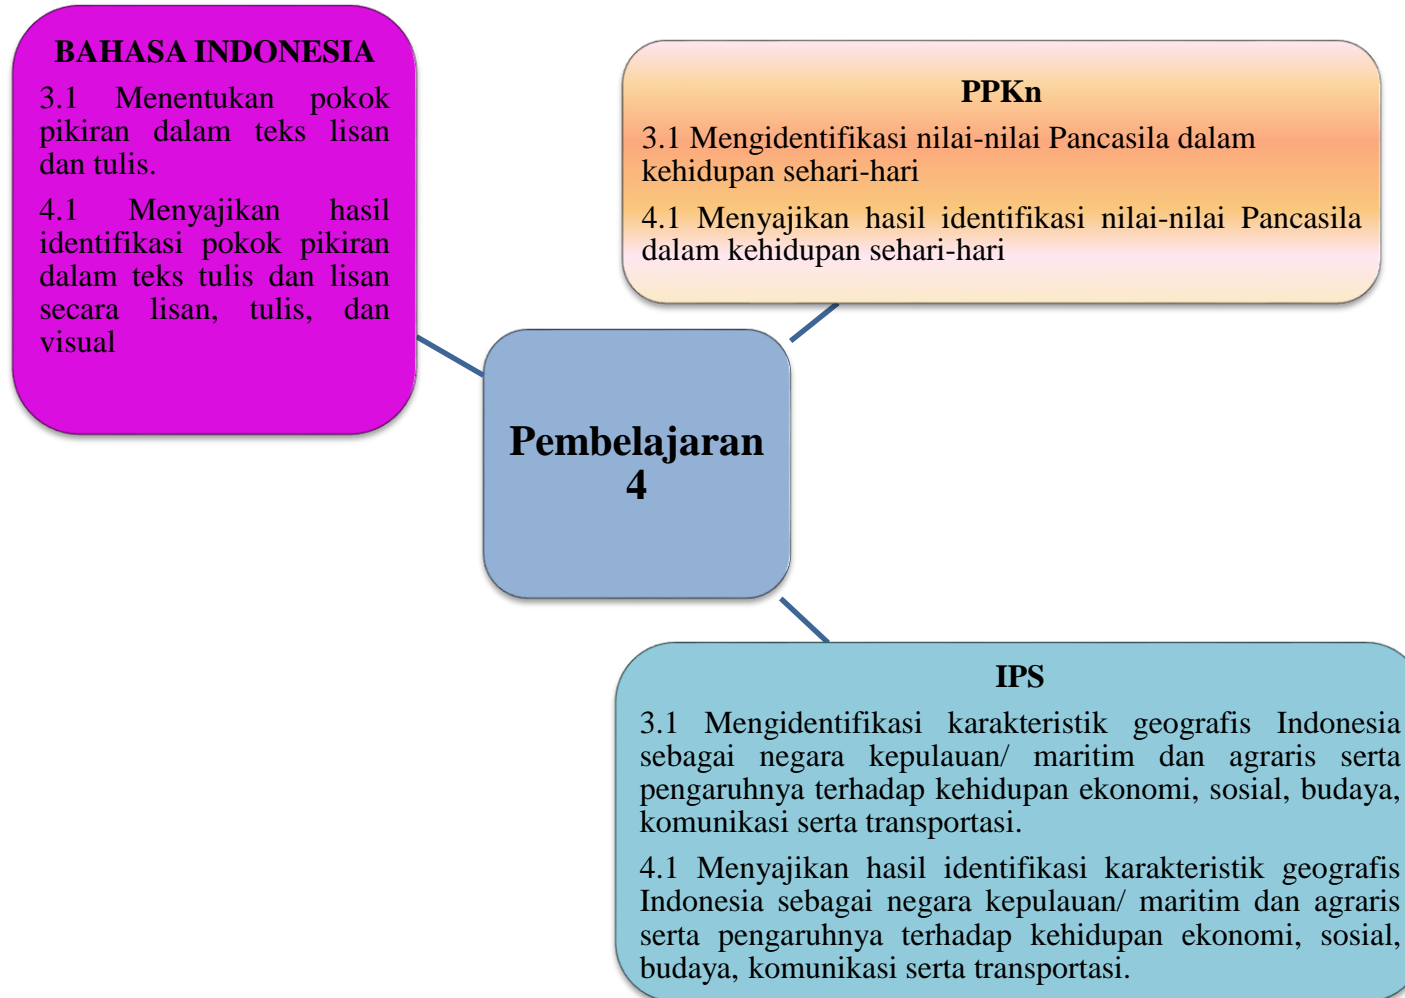 BAHASA INDONESIA
3.1 Menentukan pokok
pikiran dalam teks lisan
dan tulis.
4.1 Menyajikan hasil
identifikasi pokok pikiran
dalam teks tulis dan lisan
secara lisan, tulis, dan
visual
PPKn
3.1 Mengidentifikasi nilai-nilai Pancasila dalam
kehidupan sehari-hari
4.1 Menyajikan hasil identifikasi nilai-nilai Pancasila
dalam kehidupan sehari-hari
Pembelajaran
4
IPS
3.1 Mengidentifikasi karakteristik geografis Indonesia
sebagai negara kepulauan/ maritim dan agraris serta
pengaruhnya terhadap kehidupan ekonomi, sosial, budaya,
komunikasi serta transportasi.
4.1 Menyajikan hasil identifikasi karakteristik geografis
Indonesia sebagai negara kepulauan/ maritim dan agraris
serta pengaruhnya terhadap kehidupan ekonomi, sosial,
budaya, komunikasi serta transportasi.